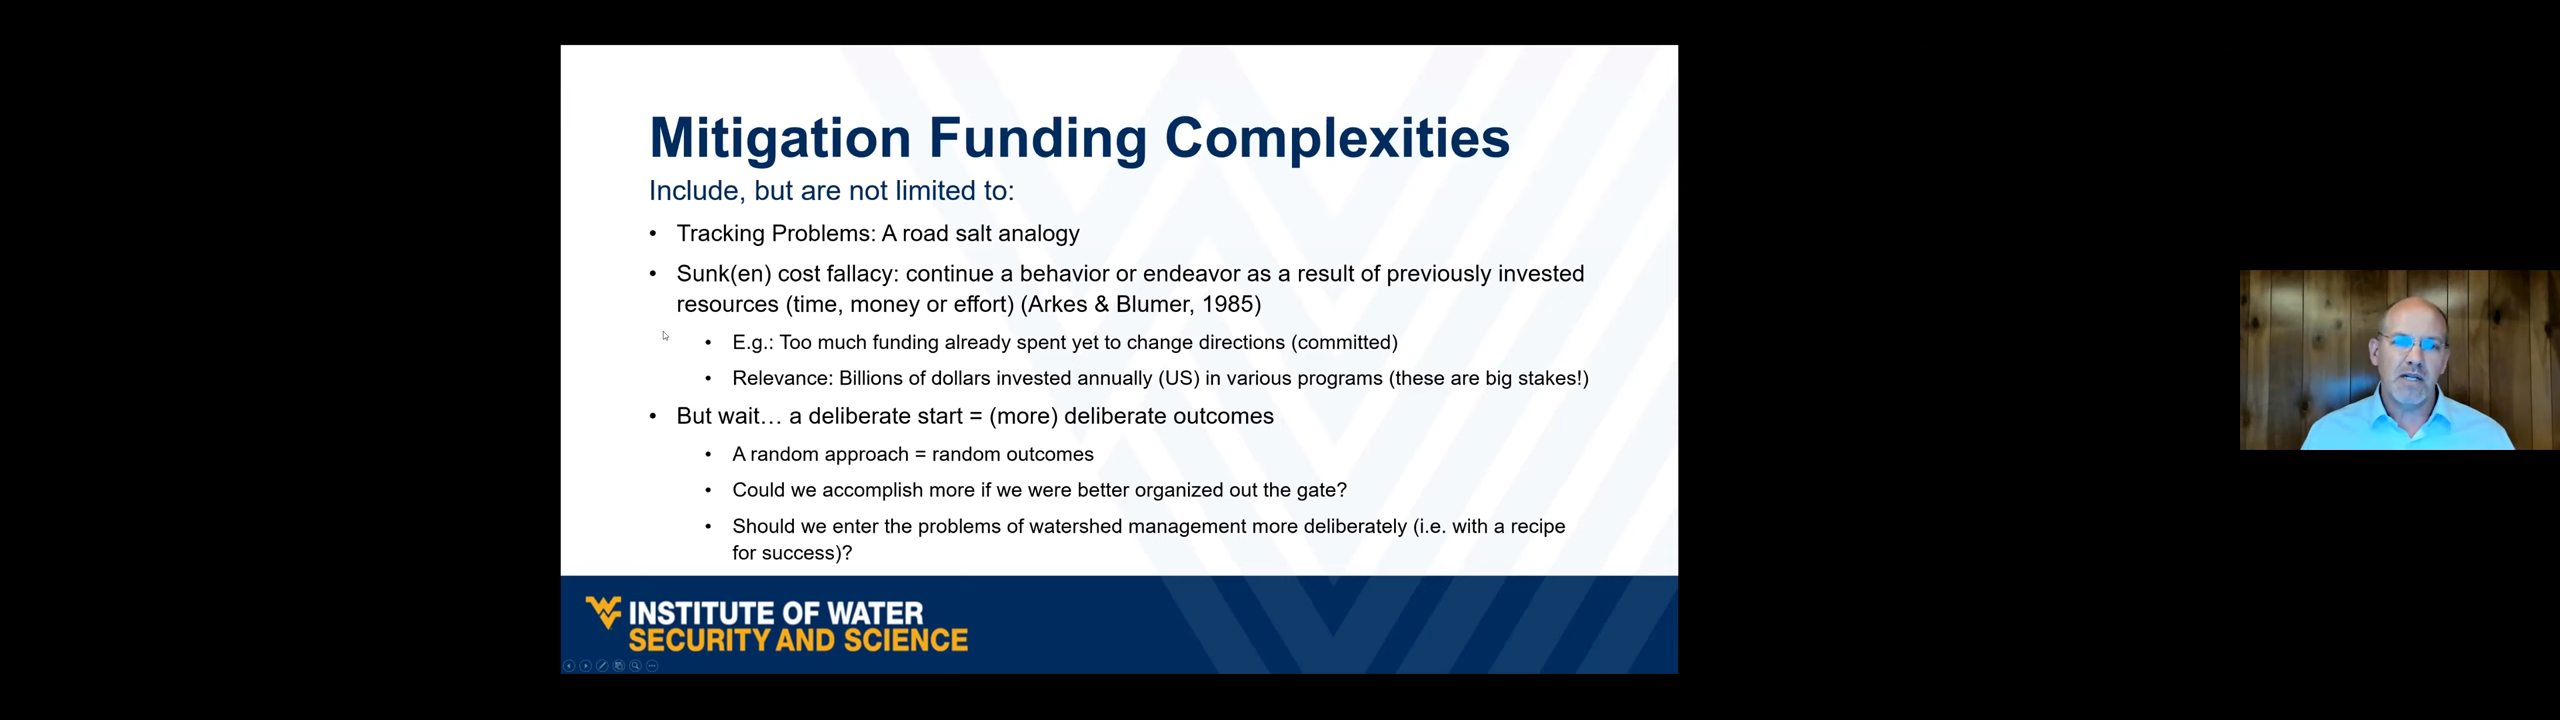 Mitigation Funding Complexities
Include, but are not limited to:
• Tracking Problems: A road salt analogy
• Sunk(en) cost fallacy: continue a behavior or endeavor as a result of previously invested
resources (time, money or effort) (Arkes & Blumer, 1985)
• E.g.: Too much funding already spent yet to change directions (committed)
• Relevance: Billions of dollars invested annually (US) in various programs (these are big stakes!)
• But wait… a deliberate start = (more) deliberate outcomes
• A random approach = random outcomes
• Could we accomplish more if we were better organized out the gate?
• Should we enter the problems of watershed management more deliberately (i.e. with a recipe
for success)?
INSTITUTE OF WATER
SECURITY AND SCIENCE